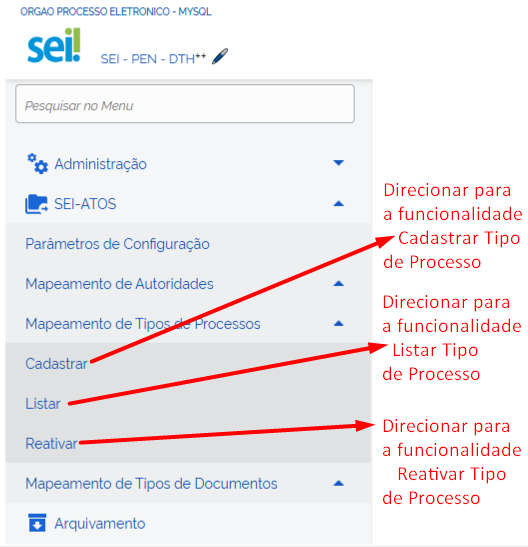 ORGAO PROCESSO ELETRONICO - MYSQL
sei!
SEI - PEN - DTH++
Pesquisar no Menu
Administração
SEI-ATOS
Parâmetros de Configuração
Mapeamento de Autoridades
Mapeamento de Tipos de Processos
Cadastrar
Listar
Reativar
Mapeamento de Tipos de Documentos
Arquivamento
Direcionar para
a funcionalidade
Cadastrar Tipo
de Processo
Direcionar para
a funcionalidade
Listar Tipo
de Processo
Direcionar para
a funcionalidade
Reativar Tipo
de Processo